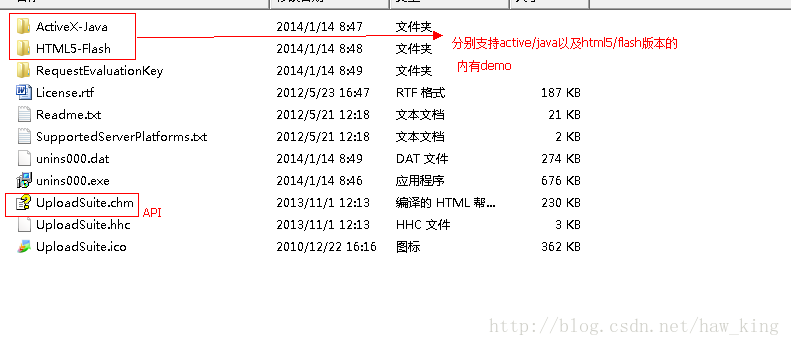 ActiveX-Java 2014/1/14 8:47 文件夹
HTML5-Flash 2014/1/14 8:48 文件夹
RequestEvaluationKey 2014/1/14 8:49 文件夹
License.rtf 2012/5/23 16:47 RTF 格式 187 KB
Readme.txt 2012/5/21 12:18 文本文档 21 KB
SupportedServerPlatforms.txt 2012/5/21 12:18 文本文档 2 KB
unins000.dat 2014/1/14 8:49 DAT 文件 274 KB
unins000.exe 2014/1/14 8:46 应用程序 676 KB
UploadSuite.chm 2013/11/1 12:13 编译的 HTML 帮... 230 KB
UploadSuite.hhc 2013/11/1 12:13 HHC 文件 3 KB
UploadSuite.ico 2010/12/22 16:16 图标 362 KB
分别支持active/java以及html5/flash版本的
内有demo
API
http://blog.csdn.net/haw_king